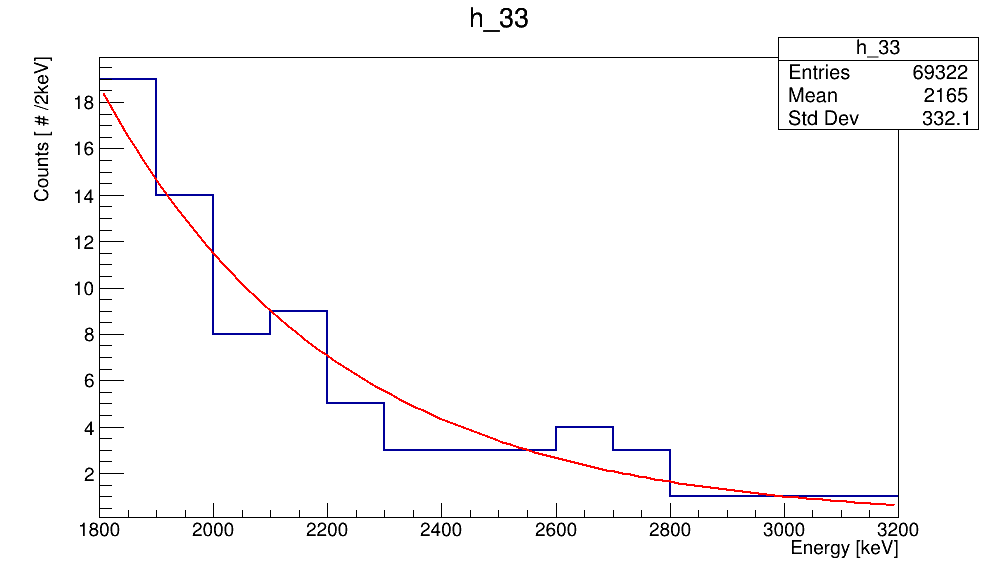 h_33
h_33
Entries 69322
Mean 2165
Std Dev 332.1
Counts [ # /2keV]
18
16
14
12
10
8
6
4
2
1800 2000 2200 2400 2600 2800 3000 3200
Energy [keV]